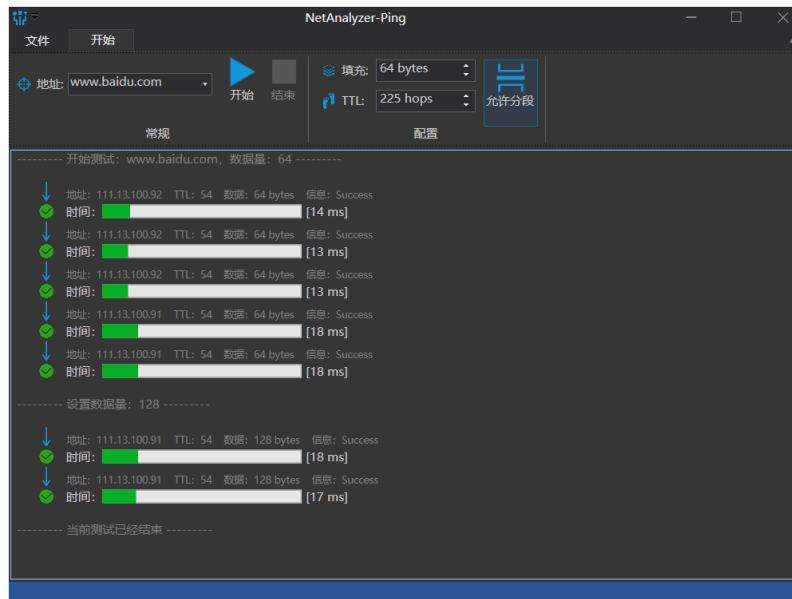 NetAnalyzer-Ping
文件 开始
地址: www.baidu.com
开始 结束
填充: 64 bytes
TTL: 225 hops
允许分段
常规 配置
--------- 开始测试：www.baidu.com，数据量：64 ---------
地址：111.13.100.92 TTL：54 数据：64 bytes 信息：Success
时间： [14 ms]
地址：111.13.100.92 TTL：54 数据：64 bytes 信息：Success
时间： [13 ms]
地址：111.13.100.92 TTL：54 数据：64 bytes 信息：Success
时间： [13 ms]
地址：111.13.100.91 TTL：54 数据：64 bytes 信息：Success
时间： [18 ms]
地址：111.13.100.91 TTL：54 数据：64 bytes 信息：Success
时间： [18 ms]
--------- 设置数据量：128 ---------
地址：111.13.100.91 TTL：54 数据：128 bytes 信息：Success
时间： [18 ms]
地址：111.13.100.91 TTL：54 数据：128 bytes 信息：Success
时间： [17 ms]
--------- 当前测试已经结束 ---------